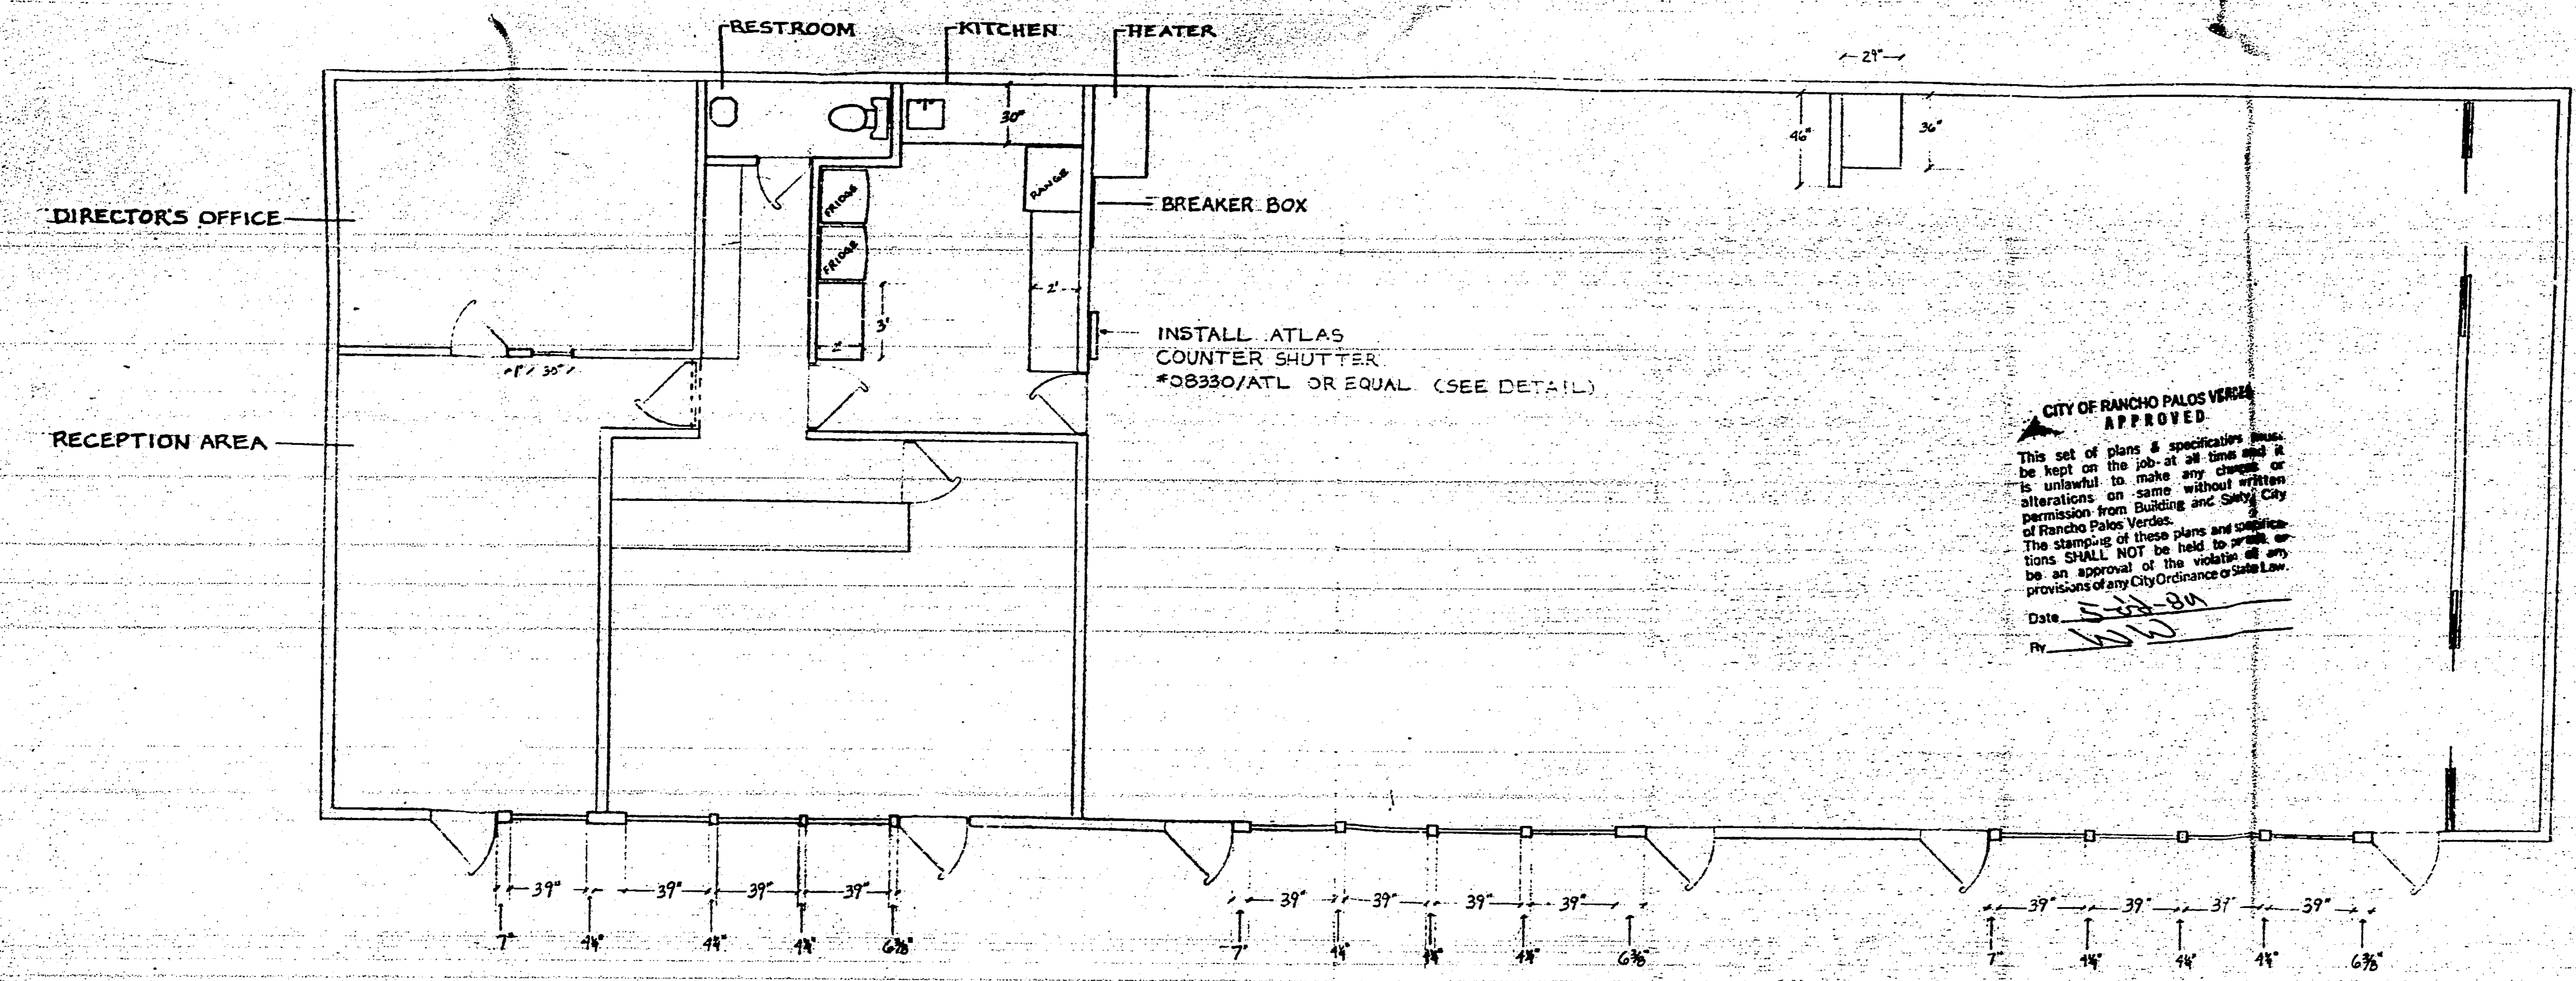 RESTROOM
KITCHEN
HEATER
29"
30"
46"
36"
RANGE
FRIDGE
FRIDGE
DIRECTOR'S OFFICE
BREAKER BOX
2'
3'
2'
INSTALL ATLAS
COUNTER SHUTTER
#08330/ATL OR EQUAL (SEE DETAIL)
30"
RECEPTION AREA
CITY OF RANCHO PALOS VERDES
APPROVED
This set of plans & specifications must
be kept on the job at all time and it
is unlawful to make any changes or
alterations on same without written
permission from Building and Safety, City
of Rancho Palos Verdes.
The stamping of these plans and specifica-
tions SHALL NOT be held to permit or
be an approval of the violation of any
provisions of any City Ordinance or State Law.
Date
By
39" 39" 39" 39" 39" 39" 39" 39" 39" 39" 37" 39"
7" 4¼" 4¼" 4¼" 6⅜" 7" 4¼" 4¼" 4¼" 6⅜" 7" 4¼" 4¼" 4¼" 6⅜"